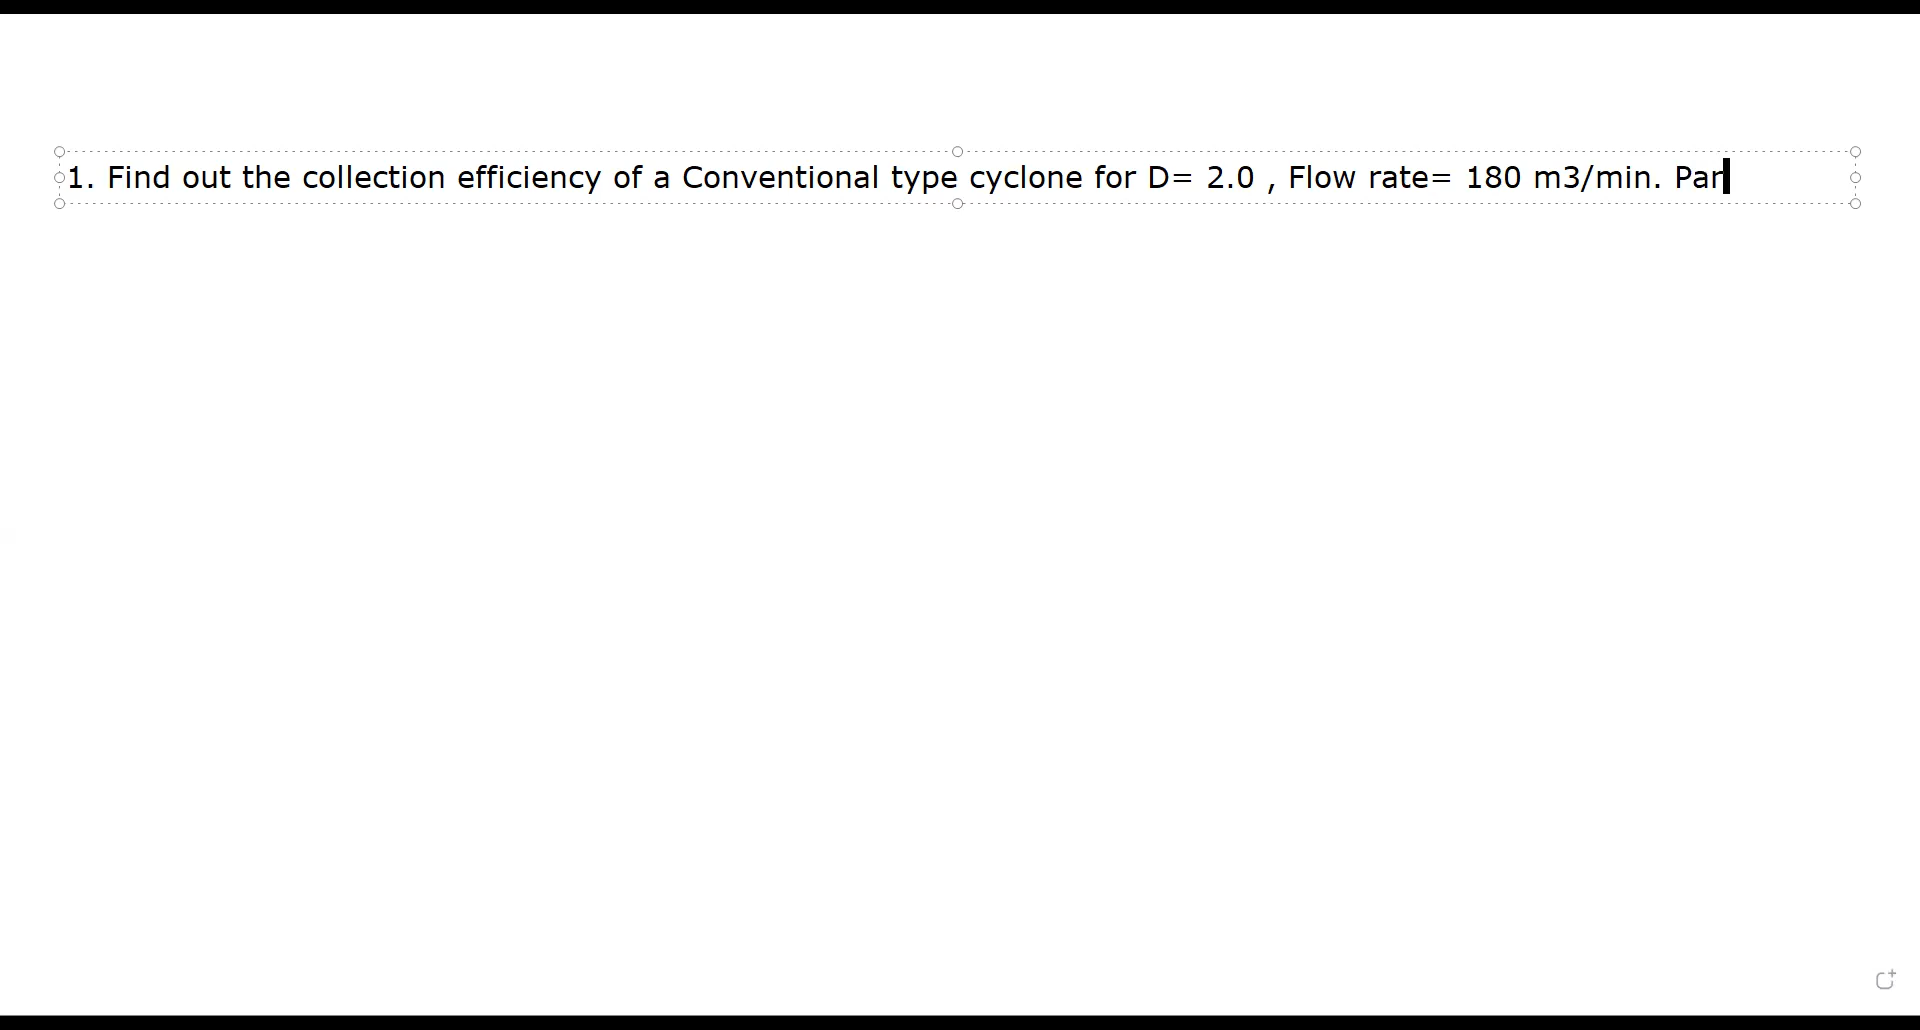 1. Find out the collection efficiency of a Conventional type cyclone for D= 2.0 , Flow rate= 180 m3/min. Par